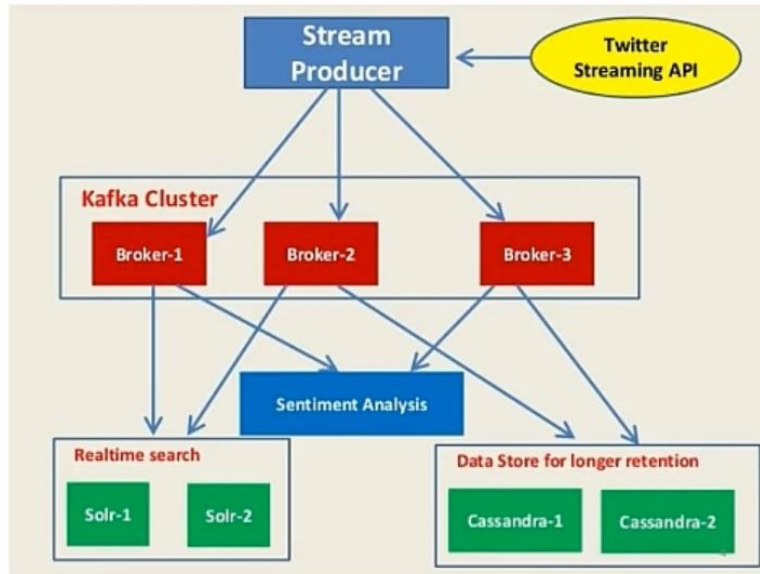 Stream
Producer
Twitter
Streaming API
Kafka Cluster
Broker-1
Broker-2
Broker-3
Sentiment Analysis
Realtime search
Solr-1
Solr-2
Data Store for longer retention
Cassandra-1
Cassandra-2